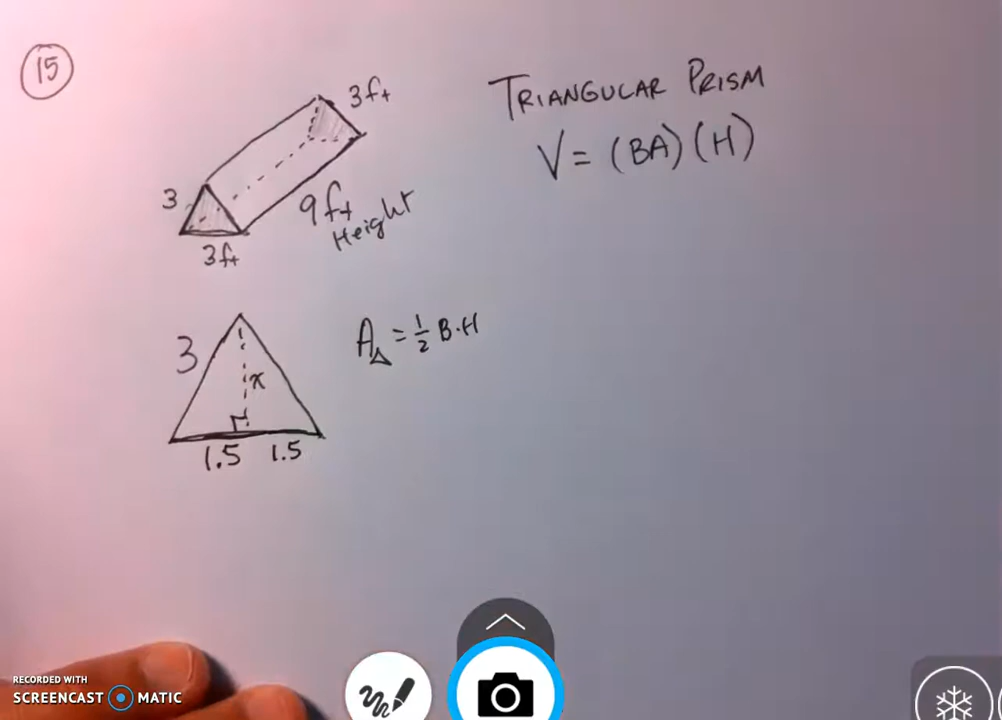 15
3ft
TRIANGULAR PRISM
V = (BA)(H)
3
9ft
Height
3ft
3
x
A△ = 1/2 B·H
1.5 1.5
RECORDED WITH
SCREENCAST MATIC